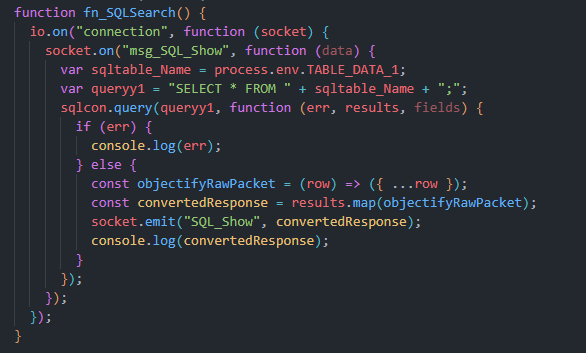 function fn_SQLSearch() {
  io.on("connection", function (socket) {
    socket.on("msg_SQL_Show", function (data) {
      var sqltable_Name = process.env.TABLE_DATA_1;
      var queryy1 = "SELECT * FROM " + sqltable_Name + ";";
      sqlcon.query(queryy1, function (err, results, fields) {
        if (err) {
          console.log(err);
        } else {
          const objectifyRawPacket = (row) => ({ ...row });
          const convertedResponse = results.map(objectifyRawPacket);
          socket.emit("SQL_Show", convertedResponse);
          console.log(convertedResponse);
        }
      });
    });
  });
}